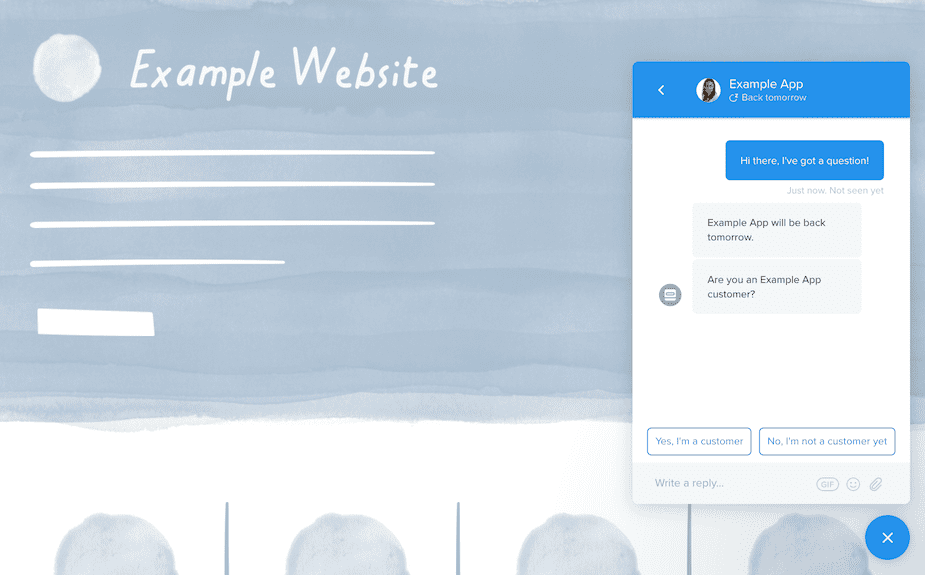 Example Website
Example App
Back tomorrow
Hi there, I've got a question!
Just now. Not seen yet
Example App will be back
tomorrow.
Are you an Example App
customer?
Yes, I'm a customer
No, I'm not a customer yet
Write a reply...
GIF